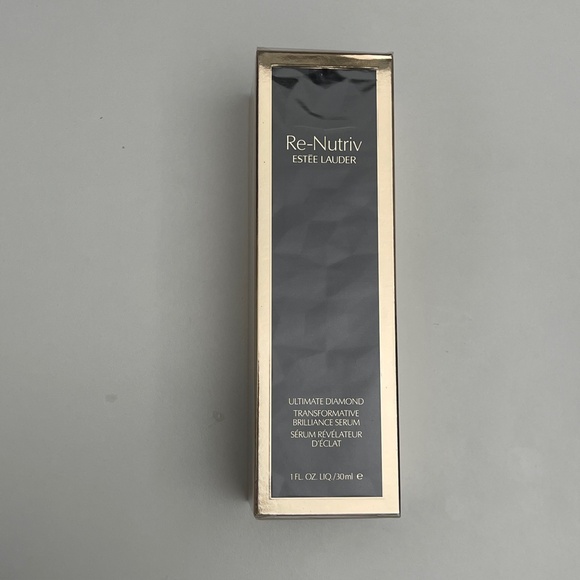 Re-Nutriv
ESTĒE LAUDER
ULTIMATE DIAMOND
TRANSFORMATIVE
BRILLIANCE SERUM
SÉRUM RÉVÉLATEUR
D'ÉCLAT
1 FL. OZ. LIQ./30ml ℮